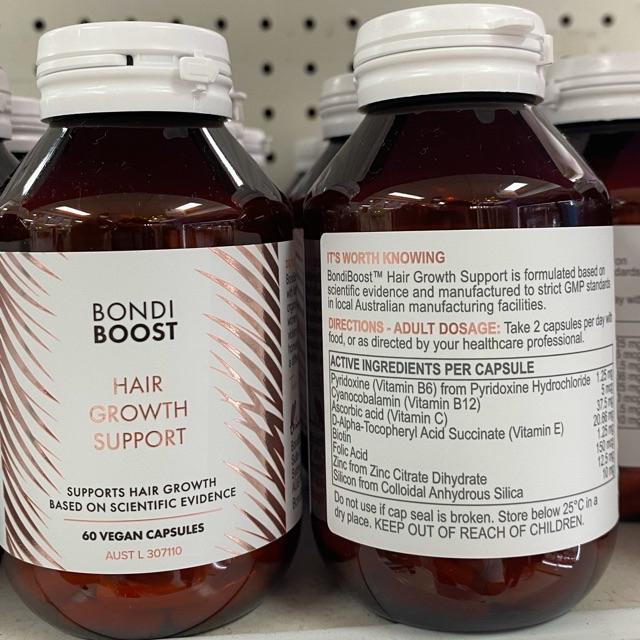 BONDI
BOOST
HAIR
GROWTH
SUPPORT
SUPPORTS HAIR GROWTH
BASED ON SCIENTIFIC EVIDENCE
60 VEGAN CAPSULES
AUST L 307110
IT'S WORTH KNOWING
BondiBoost™ Hair Growth Support is formulated based on
scientific evidence and manufactured to strict GMP standards
in local Australian manufacturing facilities.
DIRECTIONS - ADULT DOSAGE: Take 2 capsules per day with
food, or as directed by your healthcare professional.
ACTIVE INGREDIENTS PER CAPSULE
Pyridoxine (Vitamin B6) from Pyridoxine Hydrochloride 1.25 mg
Cyanocobalamin (Vitamin B12)
Ascorbic acid (Vitamin C)
D-Alpha-Tocopheryl Acid Succinate (Vitamin E)
Biotin
Folic Acid
Zinc from Zinc Citrate Dihydrate
Silicon from Colloidal Anhydrous Silica
Do not use if cap seal is broken. Store below 25°C in a
dry place. KEEP OUT OF REACH OF CHILDREN.